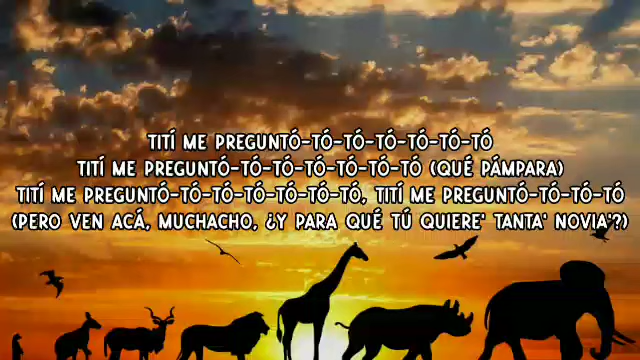 TITÍ ME PREGUNTÓ-TÓ-TÓ-TÓ-TÓ-TÓ-TÓ
TITÍ ME PREGUNTÓ-TÓ-TÓ-TÓ-TÓ-TÓ-TÓ (QUÉ PÁMPARA)
TITÍ ME PREGUNTÓ-TÓ-TÓ-TÓ-TÓ-TÓ-TÓ, TITÍ ME PREGUNTÓ-TÓ-TÓ-TÓ
(PERO VEN ACÁ, MUCHACHO, ¿Y PARA QUÉ TÚ QUIERE' TANTA' NOVIA'?)